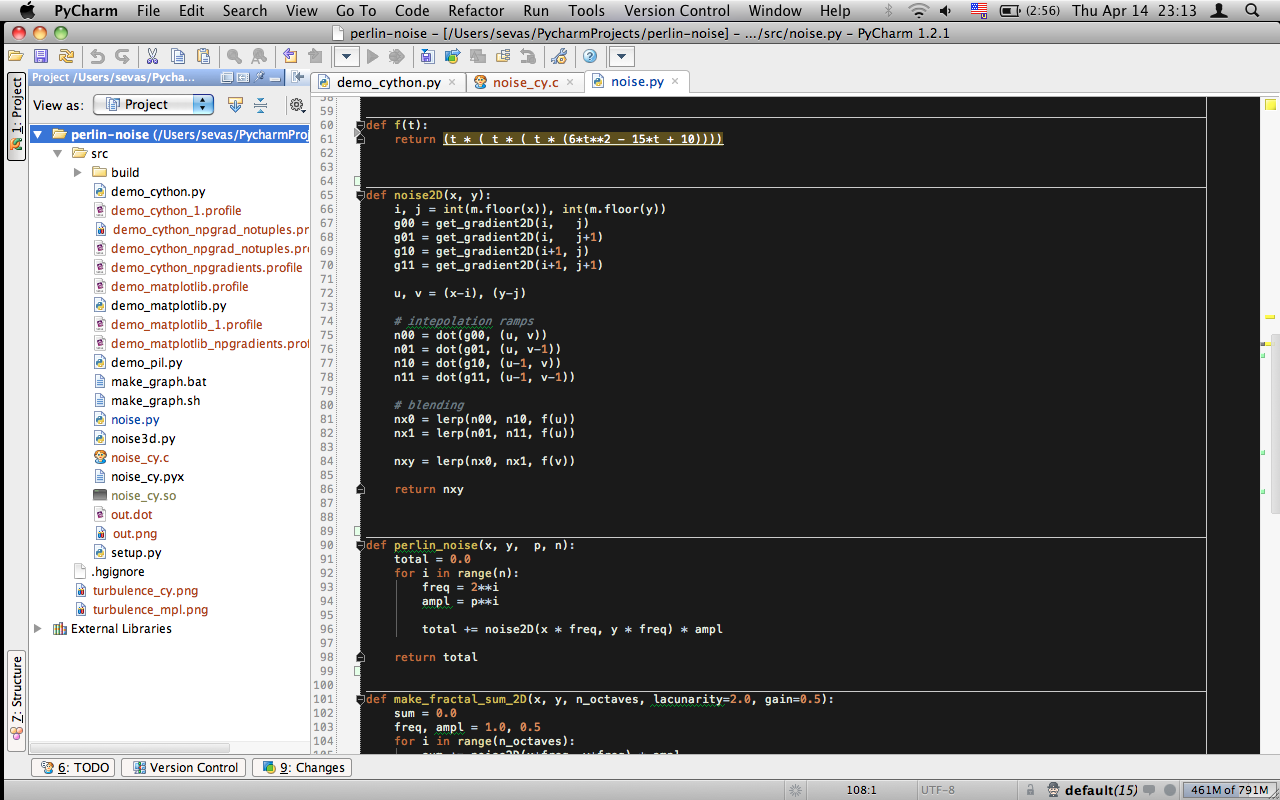 PyCharm File Edit Search View Go To Code Refactor Run Tools Version Control Window Help (2:56) Thu Apr 14 23:13
perlin-noise - [/Users/sevas/PycharmProjects/perlin-noise] - .../src/noise.py - PyCharm 1.2.1
Project /Users/sevas/Pycha...
demo_cython.py noise_cy.c noise.py
View as: Project
1: Project
perlin-noise (/Users/sevas/PycharmProj
src
build
demo_cython.py
demo_cython_1.profile
demo_cython_npgrad_notuples.pr
demo_cython_npgrad_notuples.pro
demo_cython_npgradients.profile
demo_matplotlib.profile
demo_matplotlib.py
demo_matplotlib_1.profile
demo_matplotlib_npgradients.prof
demo_pil.py
make_graph.bat
make_graph.sh
noise.py
noise3d.py
noise_cy.c
noise_cy.pyx
noise_cy.so
out.dot
out.png
setup.py
.hgignore
turbulence_cy.png
turbulence_mpl.png
External Libraries
7: Structure
58
59
60 def f(t):
61 return (t * ( t * ( t * (6*t**2 - 15*t + 10))))
62
63
64
65 def noise2D(x, y):
66 i, j = int(m.floor(x)), int(m.floor(y))
67 g00 = get_gradient2D(i, j)
68 g01 = get_gradient2D(i, j+1)
69 g10 = get_gradient2D(i+1, j)
70 g11 = get_gradient2D(i+1, j+1)
71
72 u, v = (x-i), (y-j)
73
74 # intepolation ramps
75 n00 = dot(g00, (u, v))
76 n01 = dot(g01, (u, v-1))
77 n10 = dot(g10, (u-1, v))
78 n11 = dot(g11, (u-1, v-1))
79
80 # blending
81 nx0 = lerp(n00, n10, f(u))
82 nx1 = lerp(n01, n11, f(u))
83
84 nxy = lerp(nx0, nx1, f(v))
85
86 return nxy
87
88
89
90 def perlin_noise(x, y, p, n):
91 total = 0.0
92 for i in range(n):
93 freq = 2**i
94 ampl = p**i
95
96 total += noise2D(x * freq, y * freq) * ampl
97
98 return total
99
100
101 def make_fractal_sum_2D(x, y, n_octaves, lacunarity=2.0, gain=0.5):
102 sum = 0.0
103 freq, ampl = 1.0, 0.5
104 for i in range(n_octaves):
6: TODO Version Control 9: Changes
108:1 UTF-8 default(15) 461M of 791M